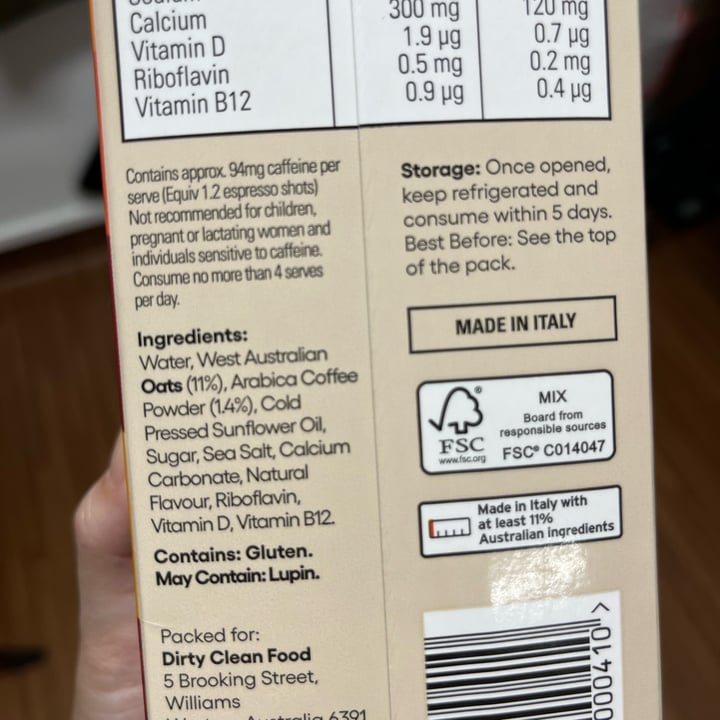 Calcium 300 mg 120 mg
Vitamin D 1.9 µg 0.7 µg
Riboflavin 0.5 mg 0.2 mg
Vitamin B12 0.9 µg 0.4 µg
Contains approx. 94mg caffeine per
serve (Equiv 1.2 espresso shots)
Not recommended for children,
pregnant or lactating women and
individuals sensitive to caffeine.
Consume no more than 4 serves
per day.
Ingredients:
Water, West Australian
Oats (11%), Arabica Coffee
Powder (1.4%), Cold
Pressed Sunflower Oil,
Sugar, Sea Salt, Calcium
Carbonate, Natural
Flavour, Riboflavin,
Vitamin D, Vitamin B12.
Contains: Gluten.
May Contain: Lupin.
Packed for:
Dirty Clean Food
5 Brooking Street,
Williams
Australia 6391
Storage: Once opened,
keep refrigerated and
consume within 5 days.
Best Before: See the top
of the pack.
MADE IN ITALY
®
FSC
www.fsc.org
MIX
Board from
responsible sources
FSC® C014047
Made in Italy with
at least 11%
Australian ingredients
000410>